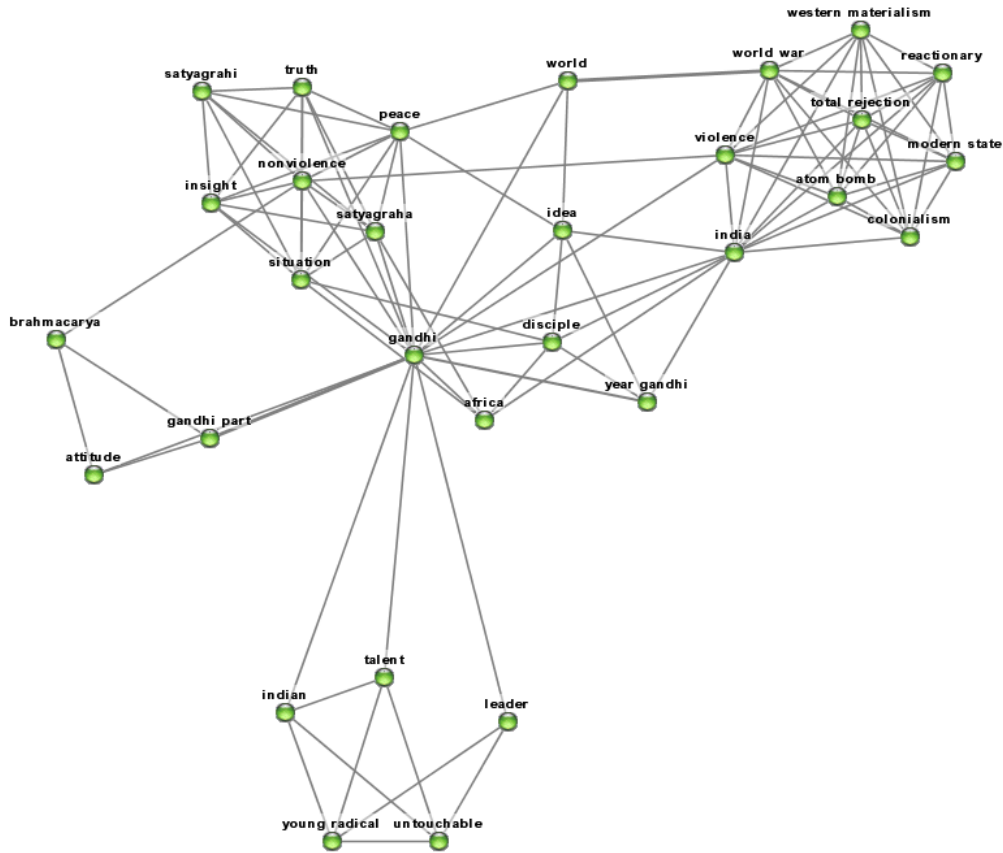 western materialism
world war
reactionary
satyagrahi
truth
world
total rejection
peace
violence
modern state
nonviolence
insight
atom bomb
satyagraha
idea
colonialism
india
situation
brahmacarya
disciple
gandhi
year gandhi
africa
gandhi part
attitude
talent
indian
leader
young radical
untouchable